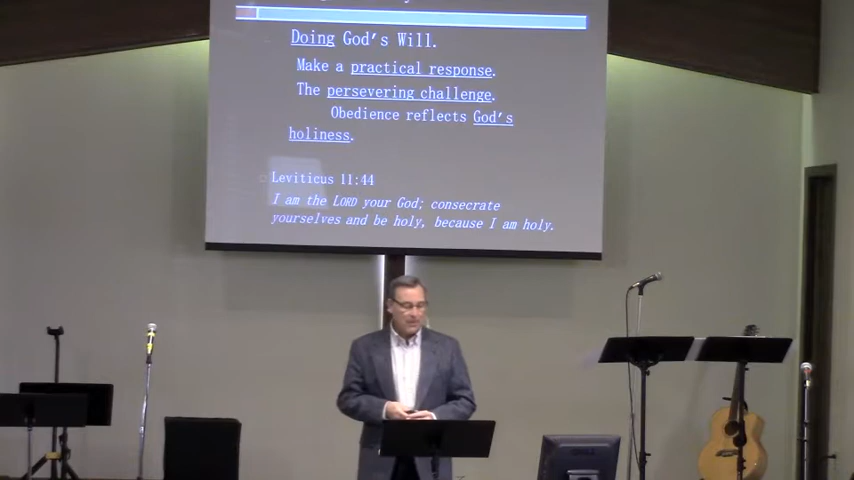 Doing God's Will.
Make a practical response.
The persevering challenge.
Obedience reflects God's
holiness.
Leviticus 11:44
I am the LORD your God; consecrate
yourselves and be holy, because I am holy.